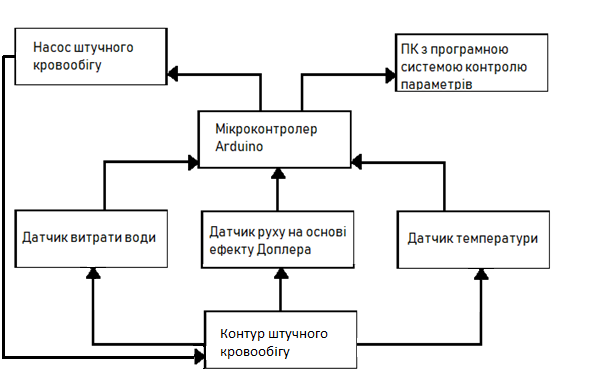 Насос штучного
кровообігу
ПК з програмною
системою контролю
параметрів
Мікроконтролер
Arduino
Датчик витрати води
Датчик руху на основі
ефекту Доплера
Датчик температури
Контур штучного
кровообігу